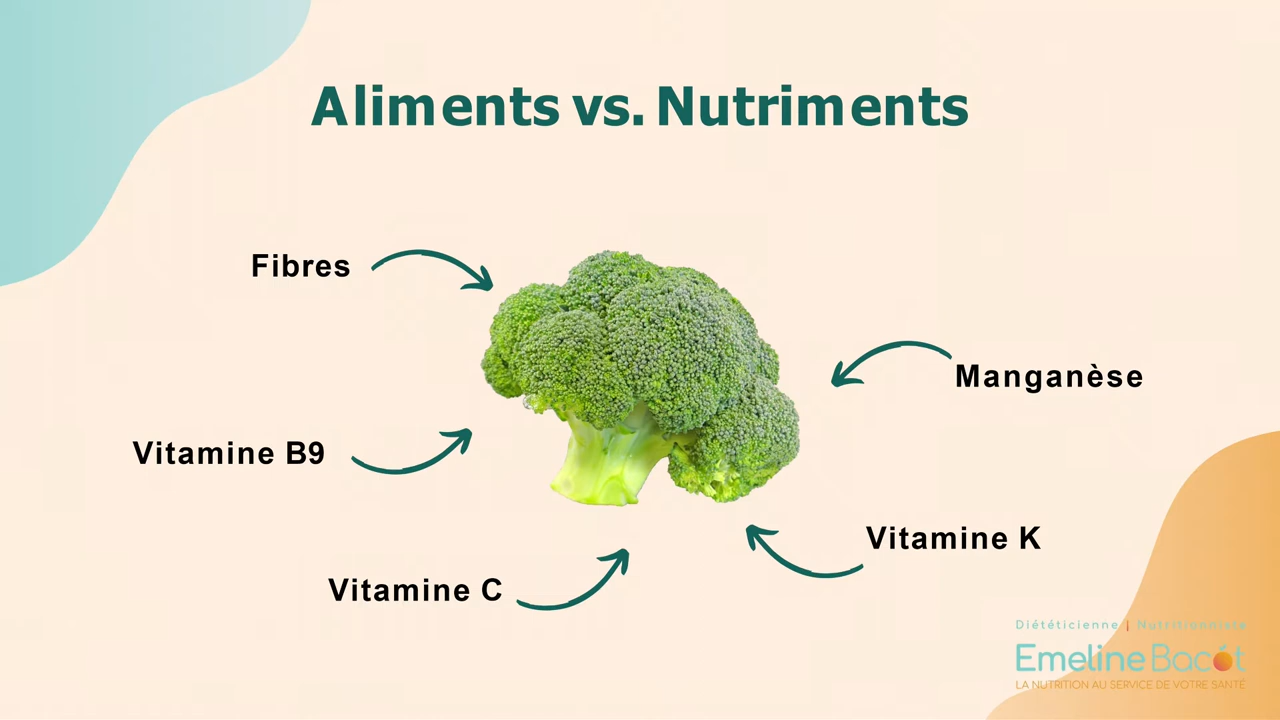 Aliments vs. Nutriments
Fibres
Manganèse
Vitamine B9
Vitamine K
Vitamine C
Diététicienne | Nutritionniste
Emeline Bacot
LA NUTRITION AU SERVICE DE VOTRE SANTÉ